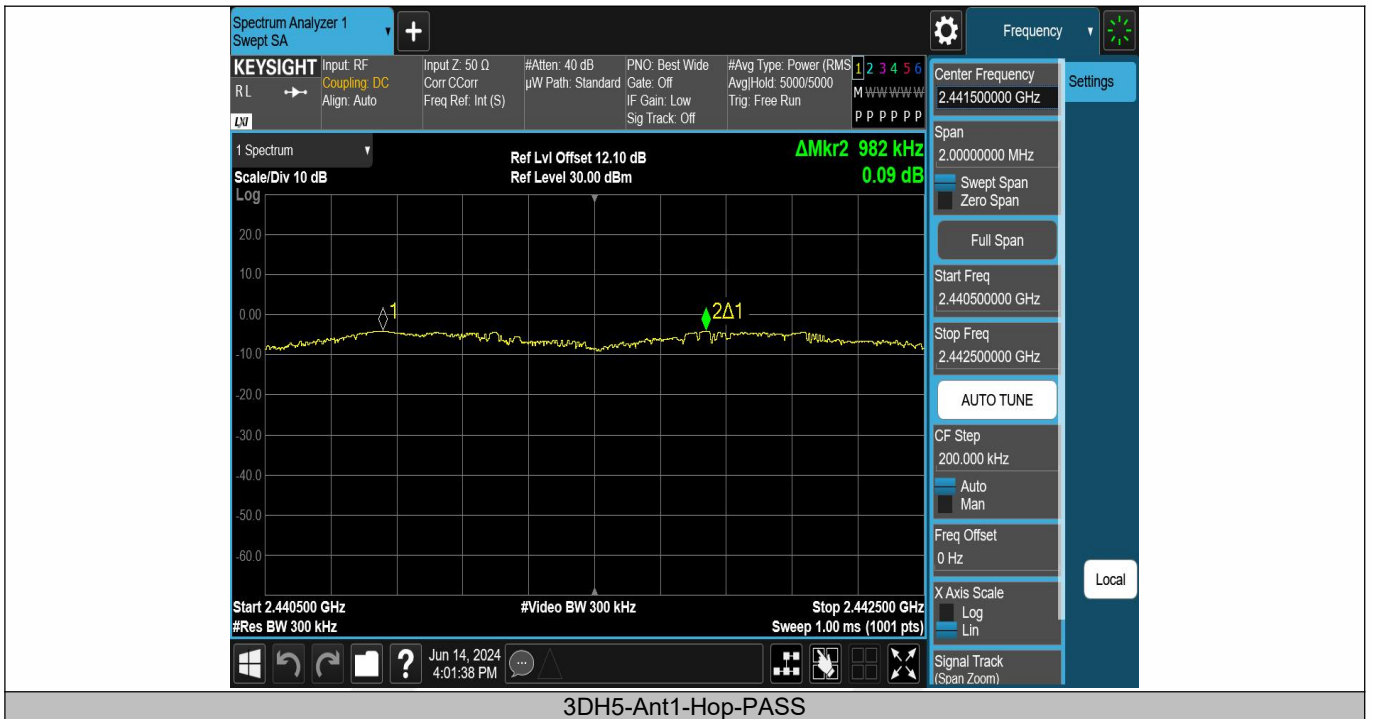 Spectrum Analyzer 1
Swept SA
+
Frequency
KEYSIGHT
RL
LXI
Input: RF
Coupling: DC
Align: Auto
Input Z: 50 Ω
Corr CCorr
Freq Ref: Int (S)
#Atten: 40 dB
µW Path: Standard
PNO: Best Wide
Gate: Off
IF Gain: Low
Sig Track: Off
#Avg Type: Power (RMS
Avg|Hold: 5000/5000
Trig: Free Run
1 2 3 4 5 6
M W W W W W
P P P P P P
1 Spectrum
Scale/Div 10 dB
Log
Ref Lvl Offset 12.10 dB
Ref Level 30.00 dBm
ΔMkr2 982 kHz
0.09 dB
20.0
10.0
0.00
-10.0
-20.0
-30.0
-40.0
-50.0
-60.0
1
2Δ1
Start 2.440500 GHz
#Res BW 300 kHz
#Video BW 300 kHz
Stop 2.442500 GHz
Sweep 1.00 ms (1001 pts)
Center Frequency
2.441500000 GHz
Settings
Span
2.00000000 MHz
Swept Span
Zero Span
Full Span
Start Freq
2.440500000 GHz
Stop Freq
2.442500000 GHz
AUTO TUNE
CF Step
200.000 kHz
Auto
Man
Freq Offset
0 Hz
Local
X Axis Scale
Log
Lin
Signal Track
(Span Zoom)
?
Jun 14, 2024
4:01:38 PM
3DH5-Ant1-Hop-PASS